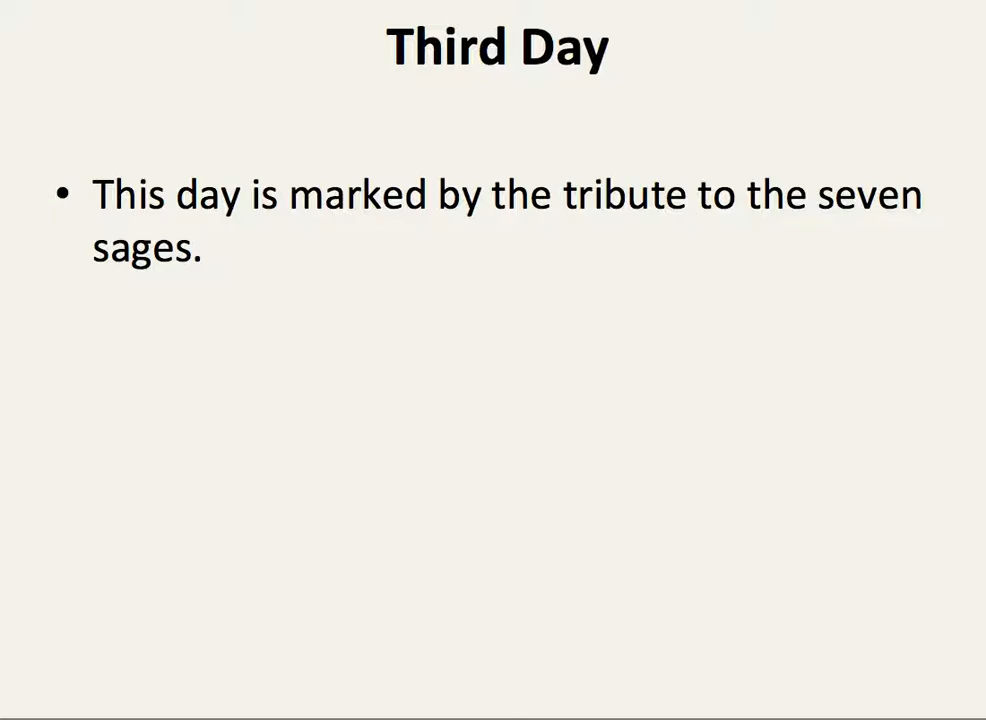 Third Day
• This day is marked by the tribute to the seven
sages.